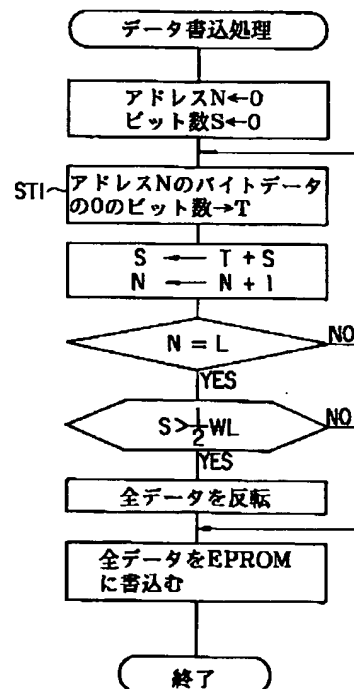 データ書込処理
アドレスN←0
ビット数S←0
ST1
アドレスNのバイトデータ
の0のビット数→T
S ← T + S
N ← N + 1
N = L
NO
YES
S>1/2WL
NO
YES
全データを反転
全データをEPROM
に書込む
終了